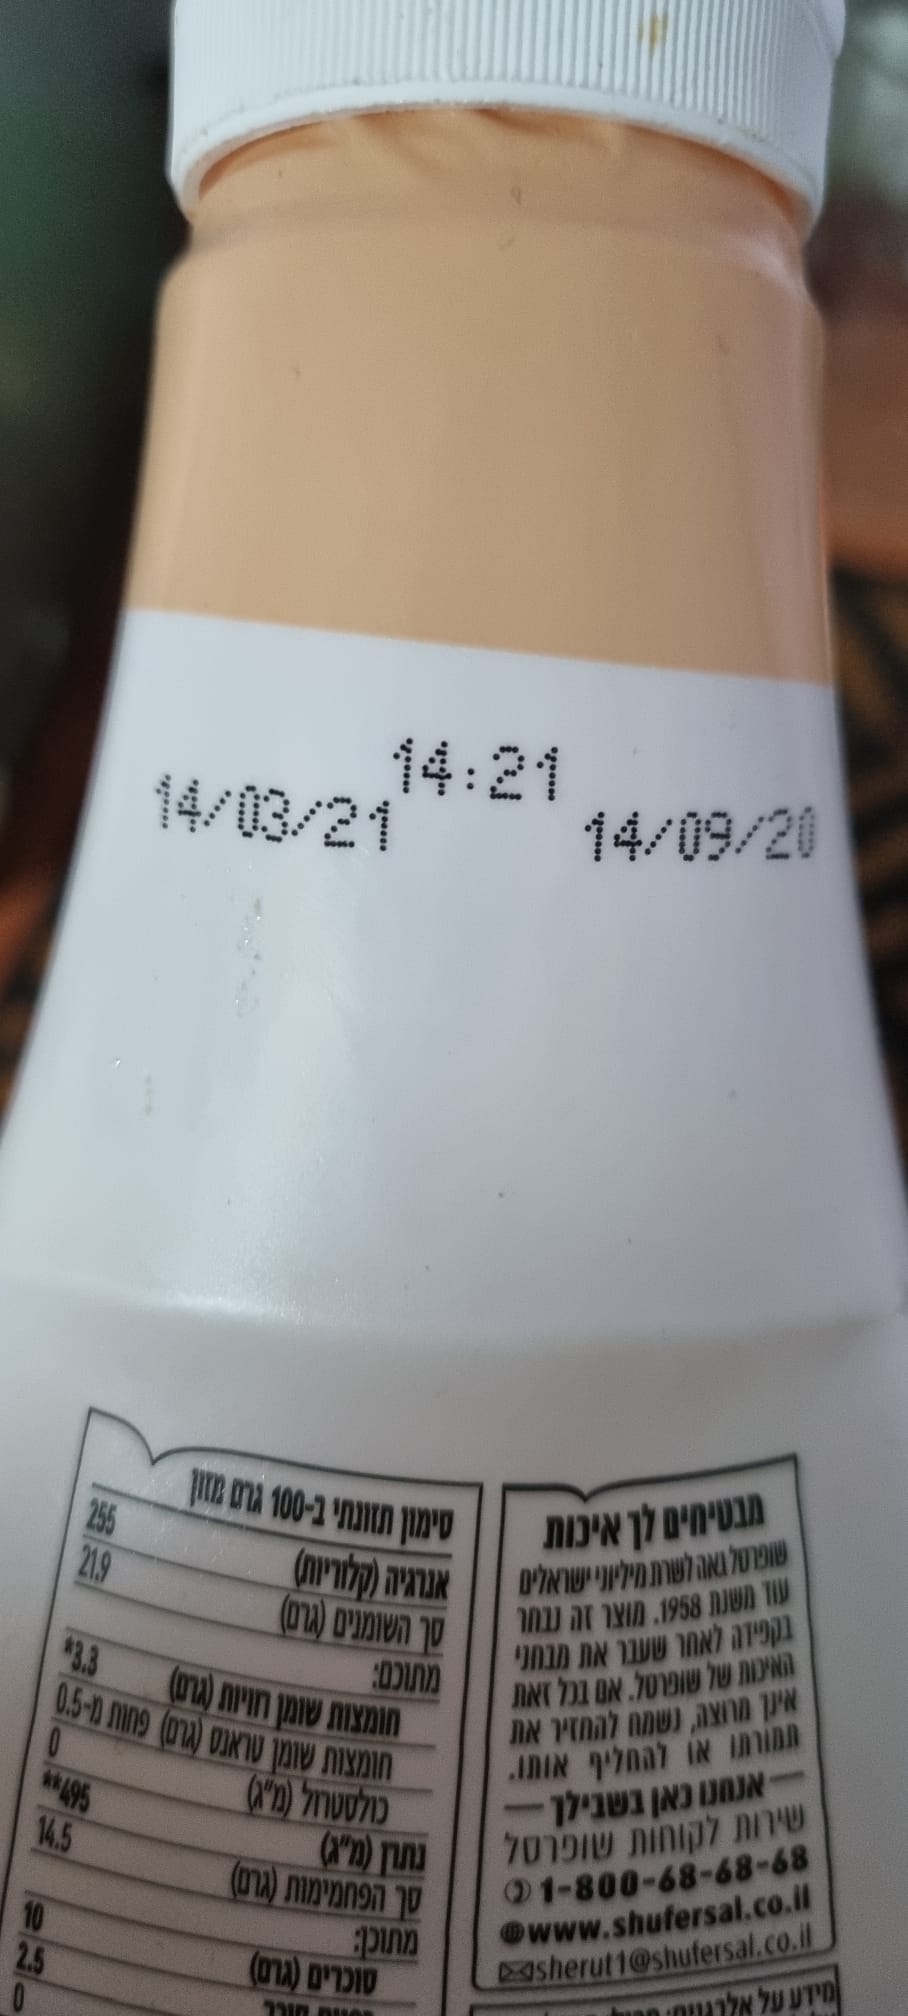 14/03/21 14:21 14/09/20
סימון תזונתי ב-100 גרם מזון
אנרגיה (קלוריות) 255
סך השומנים (גרם) 21.9
מתוכם:
חומצות שומן רוויות (גרם) 3.3*
חומצות שומן טראנס (גרם) פחות מ-0.5
כולסטרול (מ"ג) 0
נתרן (מ"ג) 495**
סך הפחמימות (גרם) 14.5
מתוכן:
סוכרים (גרם) 10
2.5
0
מבטיחים לך איכות
שופרסל גאה לשרת מיליוני ישראלים
עוד משנת 1958. מוצר זה נבחר
בקפידה לאחר שעבר את מבחני
האיכות של שופרסל. אם בכל זאת
אינך מרוצה, נשמח להחזיר את
תמורתו או להחליף אותו.
אנחנו כאן בשבילך
שירות לקוחות שופרסל
1-800-68-68-68
www.shufersal.co.il
sherut1@shufersal.co.il
מידע על אלרגנים: